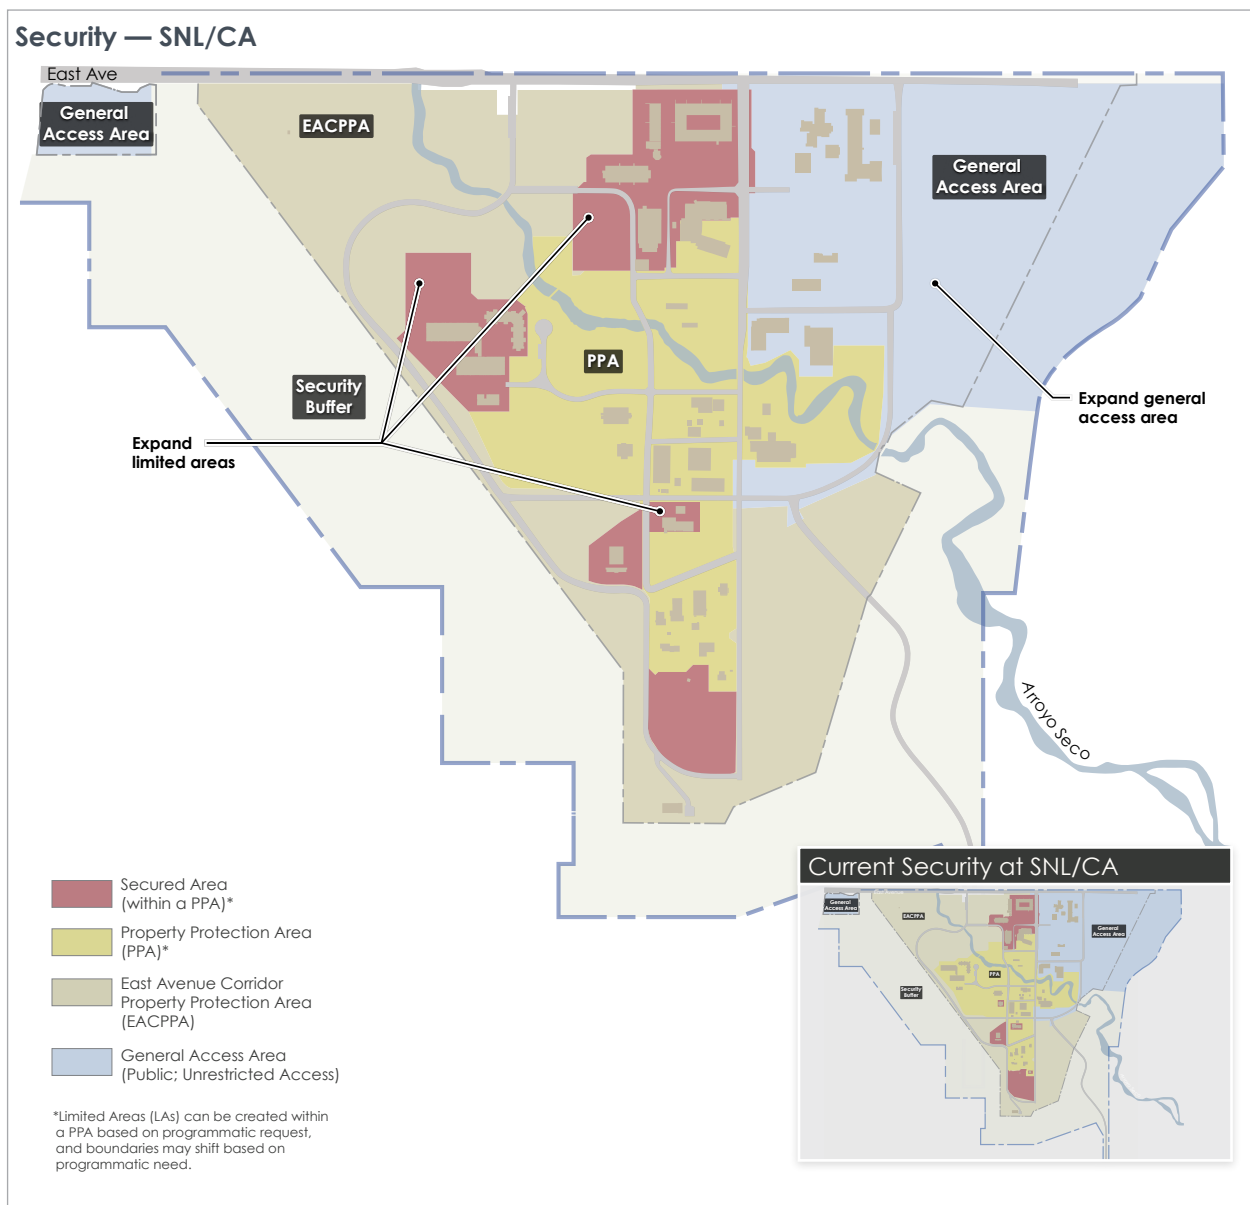 Security — SNL/CA
East Ave
General
Access Area
EACPPA
General
Access Area
PPA
Security
Buffer
Expand
limited areas
Expand general
access area
Arroyo Seco
Secured Area
(within a PPA)*
Property Protection Area
(PPA)*
East Avenue Corridor
Property Protection Area
(EACPPA)
General Access Area
(Public; Unrestricted Access)
*Limited Areas (LAs) can be created within
a PPA based on programmatic request,
and boundaries may shift based on
programmatic need.
Current Security at SNL/CA
General
Access Area
EACPPA
General
Access Area
PPA
Security
Buffer